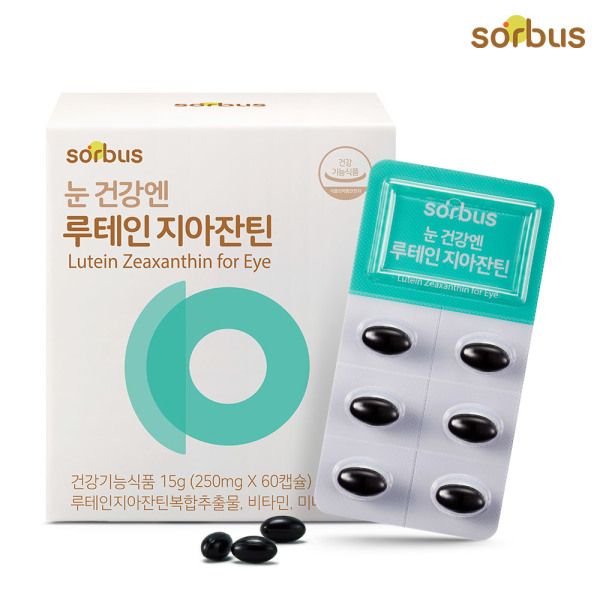 sorbus
sorbus
눈 건강엔
루테인 지아잔틴
Lutein Zeaxanthin for Eye
건강
기능식품
건강기능식품 15g (250mg X 60캡슐)
루테인지아잔틴복합추출물, 비타민,
sorbus
sorbus
눈 건강엔
루테인 지아잔틴
Lutein Zeaxanthin for Eye